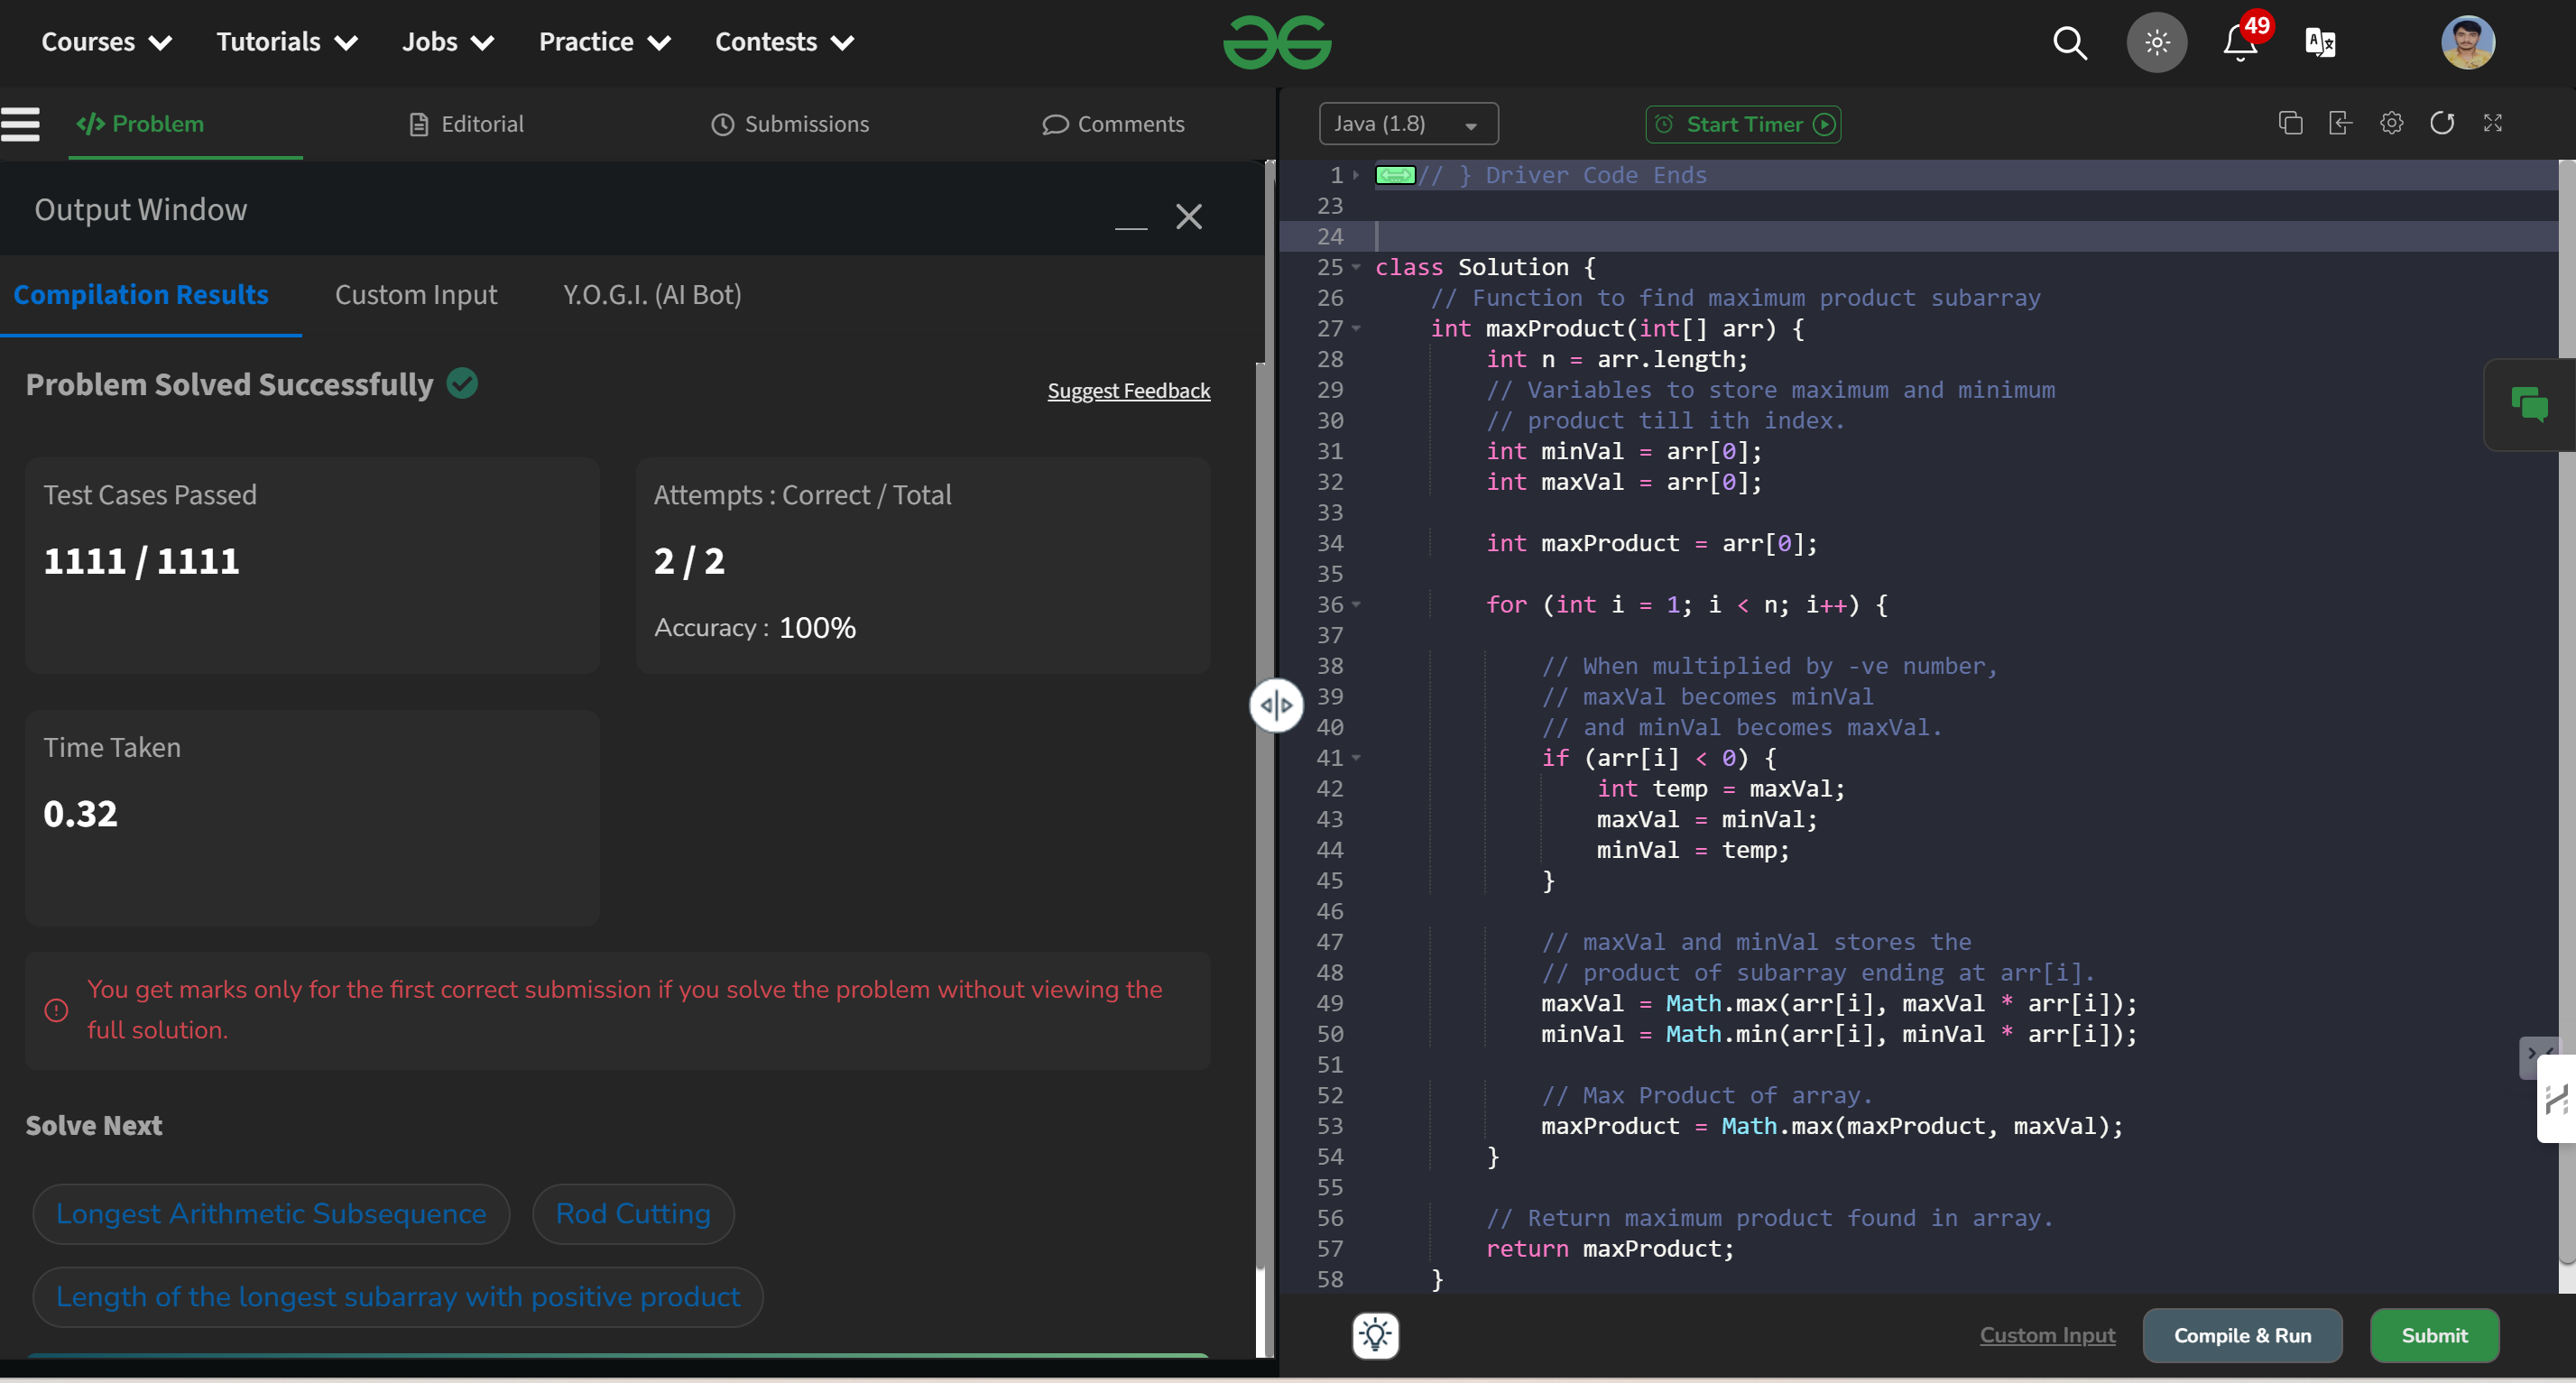 Courses Tutorials Jobs Practice Contests 49
Problem Editorial Submissions Comments
Output Window
Compilation Results Custom Input Y.O.G.I. (AI Bot)
Problem Solved Successfully
Suggest Feedback
Test Cases Passed
1111 / 1111
Attempts : Correct / Total
2 / 2
Accuracy : 100%
Time Taken
0.32
You get marks only for the first correct submission if you solve the problem without viewing the
full solution.
Solve Next
Longest Arithmetic Subsequence Rod Cutting
Length of the longest subarray with positive product
Java (1.8) Start Timer
1 // } Driver Code Ends
23
24
25 class Solution {
26 // Function to find maximum product subarray
27 int maxProduct(int[] arr) {
28 int n = arr.length;
29 // Variables to store maximum and minimum
30 // product till ith index.
31 int minVal = arr[0];
32 int maxVal = arr[0];
33
34 int maxProduct = arr[0];
35
36 for (int i = 1; i < n; i++) {
37
38 // When multiplied by -ve number,
39 // maxVal becomes minVal
40 // and minVal becomes maxVal.
41 if (arr[i] < 0) {
42 int temp = maxVal;
43 maxVal = minVal;
44 minVal = temp;
45 }
46
47 // maxVal and minVal stores the
48 // product of subarray ending at arr[i].
49 maxVal = Math.max(arr[i], maxVal * arr[i]);
50 minVal = Math.min(arr[i], minVal * arr[i]);
51
52 // Max Product of array.
53 maxProduct = Math.max(maxProduct, maxVal);
54 }
55
56 // Return maximum product found in array.
57 return maxProduct;
58 }
Custom Input Compile & Run Submit